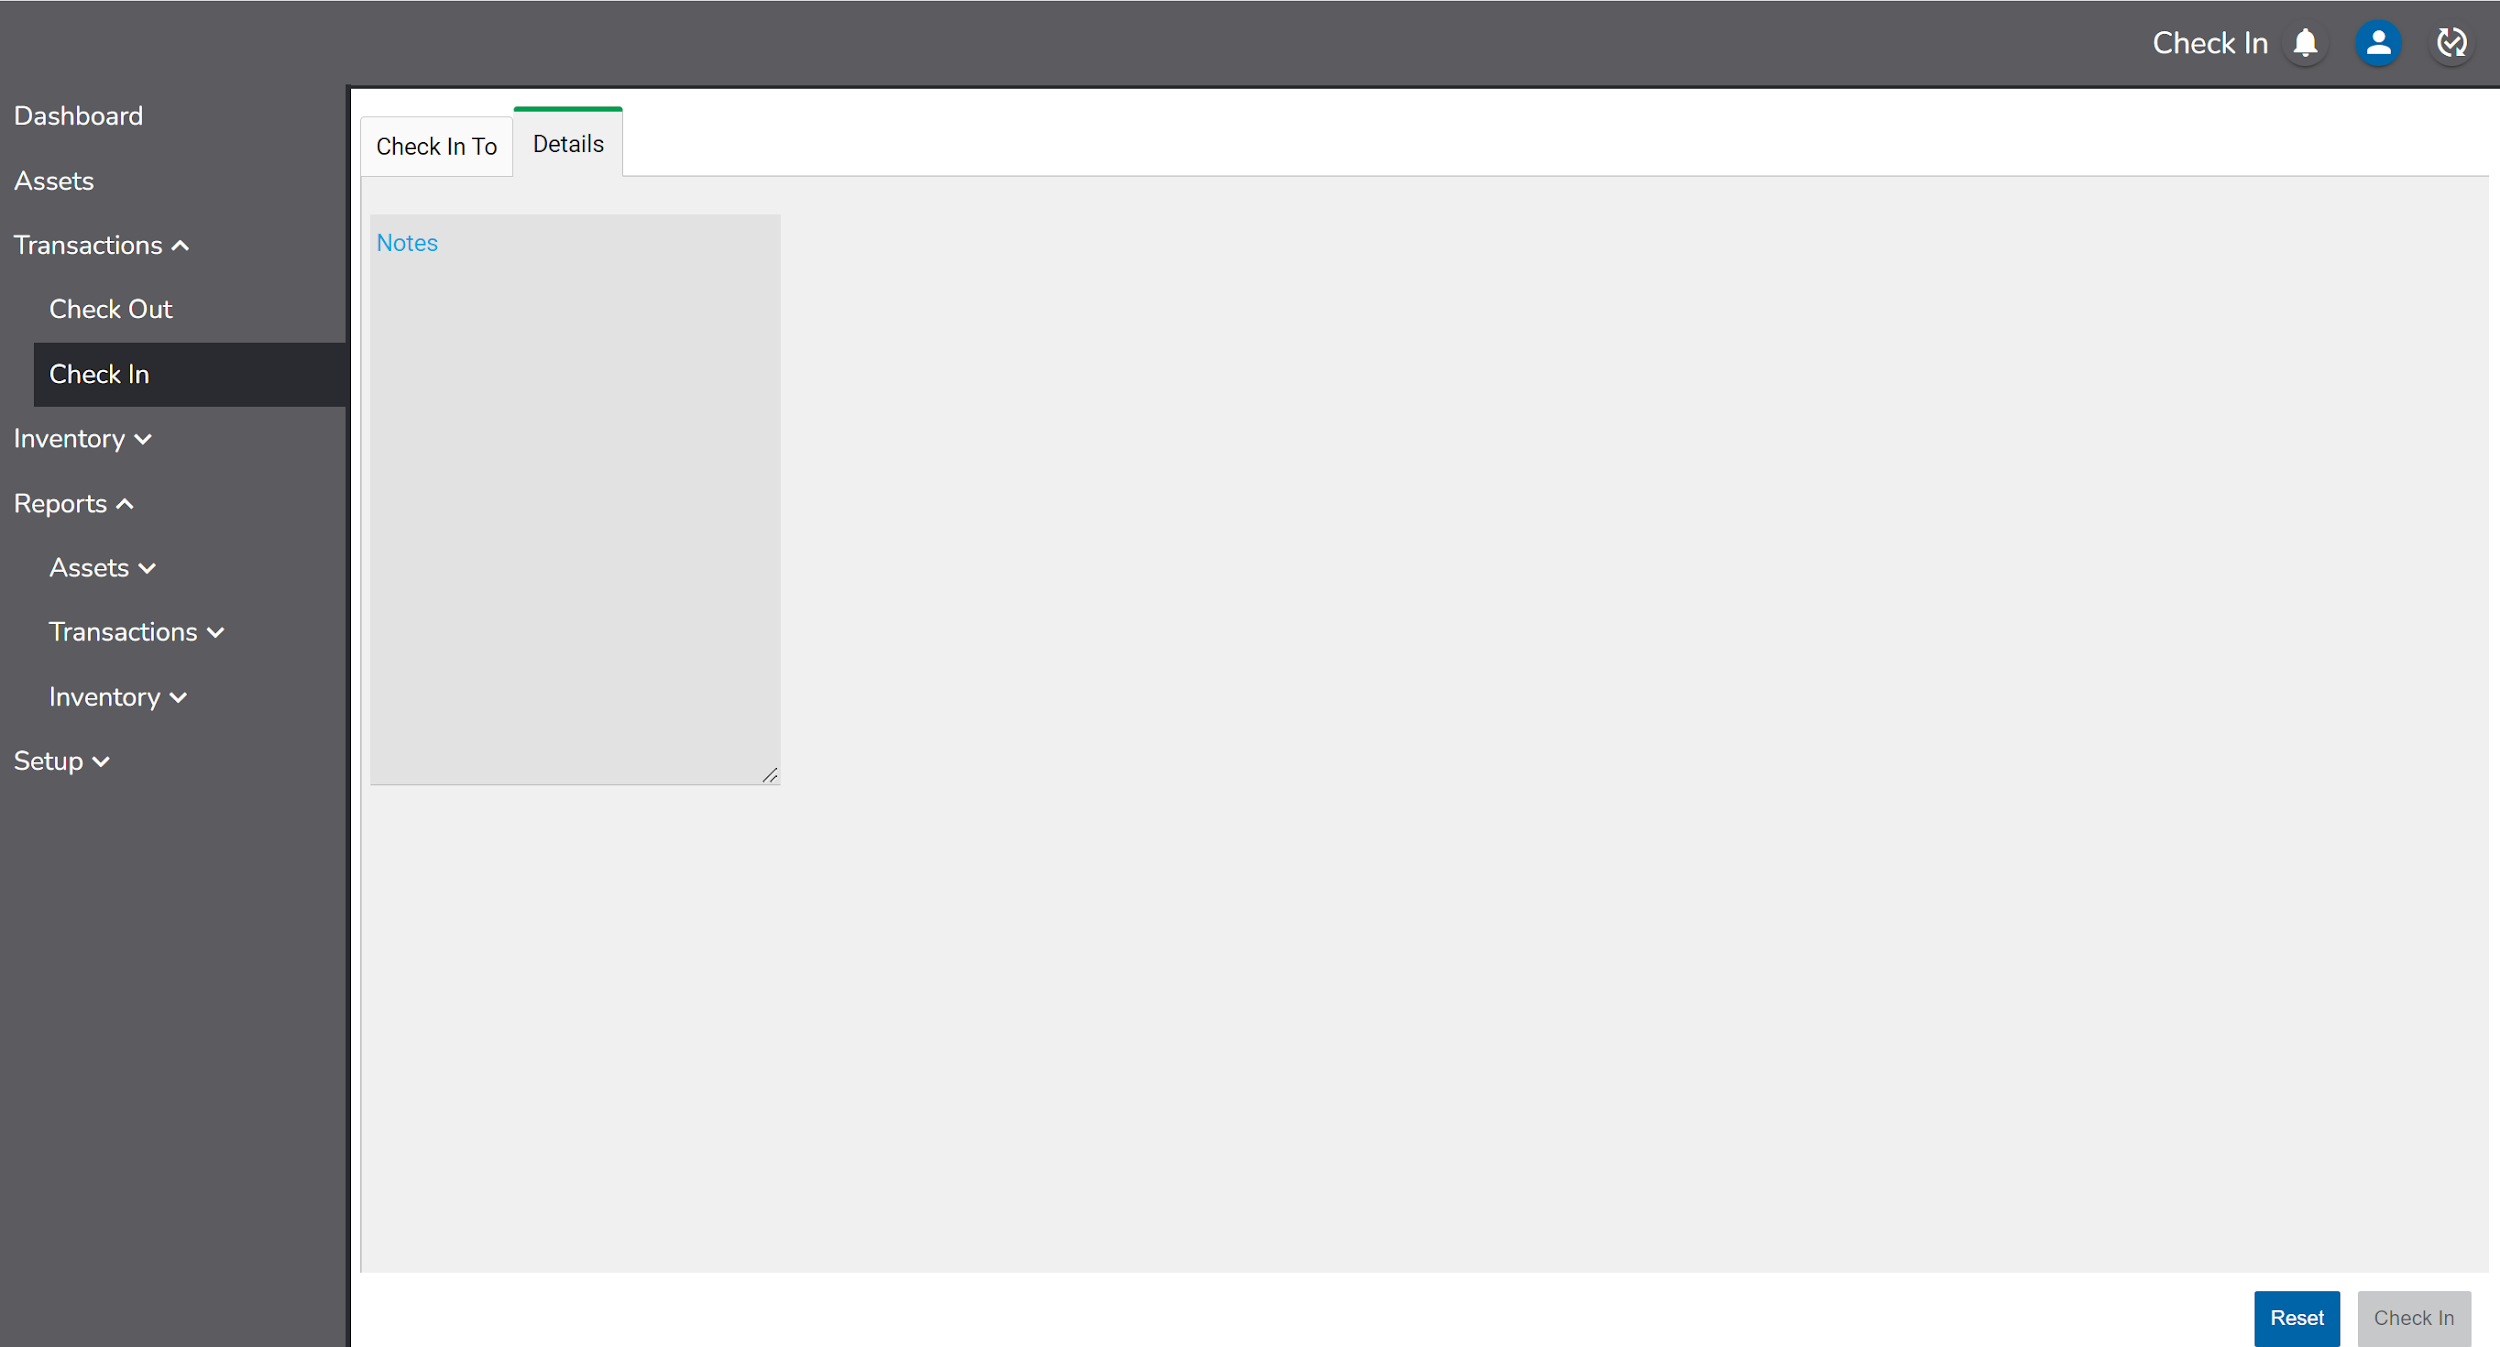 Check In
Dashboard
Assets
Transactions
Check Out
Check In
Inventory
Reports
Assets
Transactions
Inventory
Setup
Check In To
Details
Notes
Reset
Check In